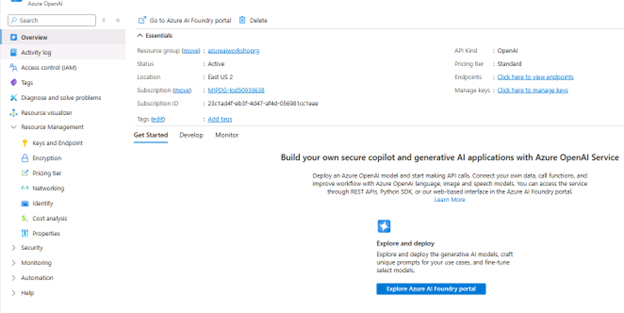 Azure OpenAI
Search
Go to Azure AI Foundry portal
Delete
Overview
Activity log
Access control (IAM)
Tags
Diagnose and solve problems
Resource visualizer
Resource Management
Keys and Endpoint
Encryption
Pricing tier
Networking
Identity
Cost analysis
Properties
Security
Monitoring
Automation
Help
Essentials
Resource group (move) : azureaiworkshoprg
Status : Active
Location : East US 2
Subscription (move)
Subscription ID
Tags (edit) : Add tags
API Kind : OpenAI
Pricing tier : Standard
Endpoints : Click here to view endpoints
Manage keys : Click here to manage keys
Get Started Develop Monitor
Build your own secure copilot and generative AI applications with Azure OpenAI Service
Deploy an Azure OpenAI model and start making API calls. Connect your own data, call functions, and
improve workflow with Azure OpenAI language, image and speech models. You can access the service
through REST APIs, Python SDK, or our web-based interface in the Azure AI Foundry portal.
Learn More
Explore and deploy
Explore and deploy the generative AI models, craft
unique prompts for your use cases, and fine-tune
select models.
Explore Azure AI Foundry portal